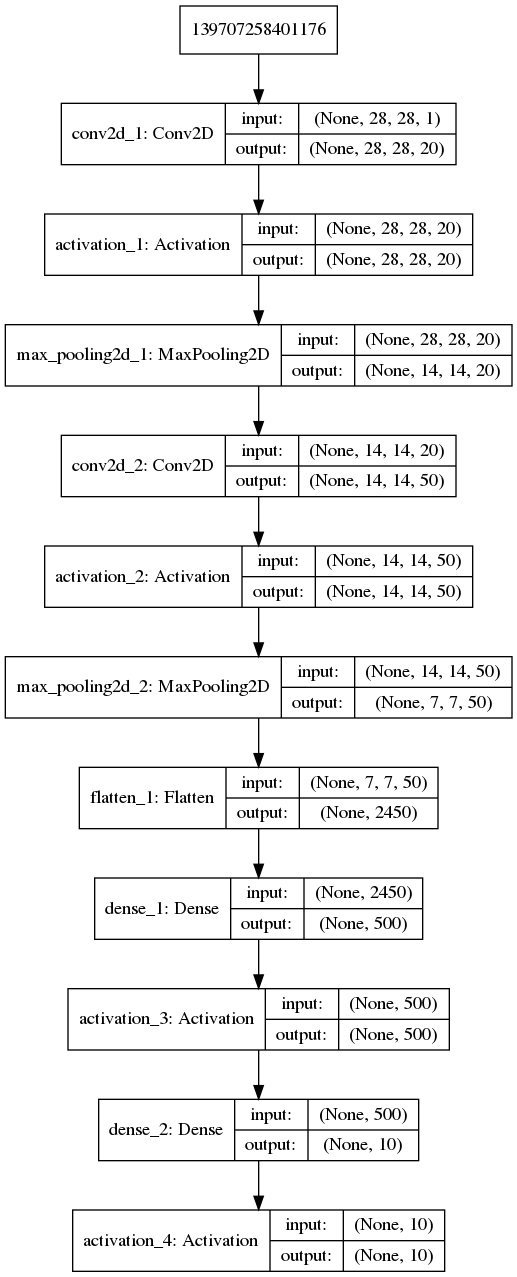 139707258401176
conv2d_1: Conv2D
input: (None, 28, 28, 1)
output: (None, 28, 28, 20)
activation_1: Activation
input: (None, 28, 28, 20)
output: (None, 28, 28, 20)
max_pooling2d_1: MaxPooling2D
input: (None, 28, 28, 20)
output: (None, 14, 14, 20)
conv2d_2: Conv2D
input: (None, 14, 14, 20)
output: (None, 14, 14, 50)
activation_2: Activation
input: (None, 14, 14, 50)
output: (None, 14, 14, 50)
max_pooling2d_2: MaxPooling2D
input: (None, 14, 14, 50)
output: (None, 7, 7, 50)
flatten_1: Flatten
input: (None, 7, 7, 50)
output: (None, 2450)
dense_1: Dense
input: (None, 2450)
output: (None, 500)
activation_3: Activation
input: (None, 500)
output: (None, 500)
dense_2: Dense
input: (None, 500)
output: (None, 10)
activation_4: Activation
input: (None, 10)
output: (None, 10)